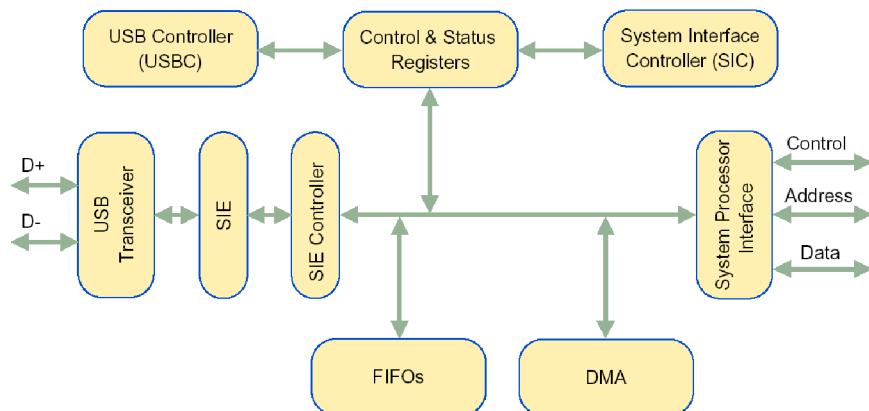 USB Controller
(USBC)
Control & Status
Registers
System Interface
Controller (SIC)
D+
D-
USB
Transceiver
SIE
SIE Controller
System Processor
Interface
Control
Address
Data
FIFOs
DMA